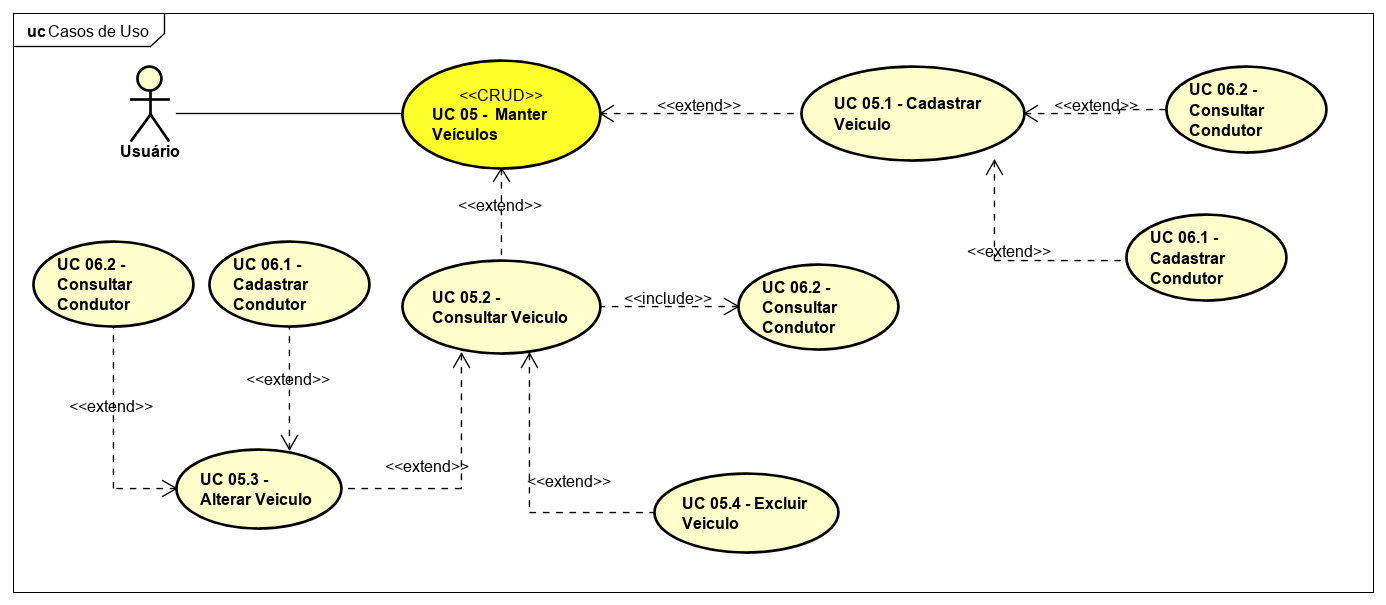 uc Casos de Uso
Usuário
<<CRUD>>
UC 05 - Manter
Veículos
<<extend>>
UC 05.1 - Cadastrar
Veiculo
<<extend>>
UC 06.2 -
Consultar
Condutor
<<extend>>
<<extend>>
UC 06.1 -
Cadastrar
Condutor
UC 06.2 -
Consultar
Condutor
UC 06.1 -
Cadastrar
Condutor
UC 05.2 -
Consultar Veiculo
<<include>>
UC 06.2 -
Consultar
Condutor
<<extend>>
<<extend>>
<<extend>>
<<extend>>
UC 05.3 -
Alterar Veiculo
UC 05.4 - Excluir
Veiculo